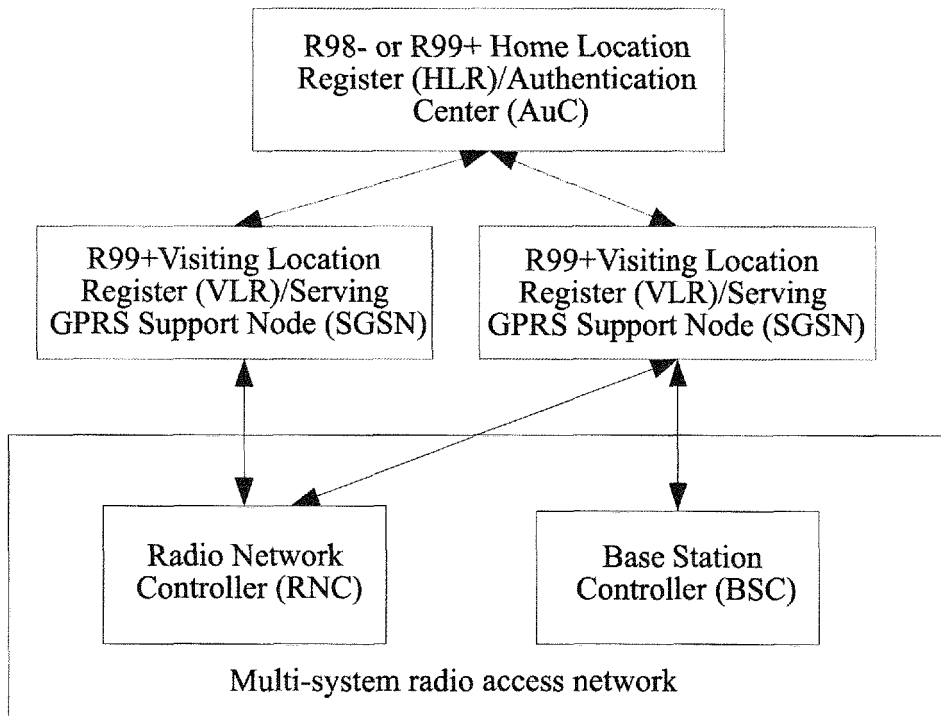 R98- or R99+ Home Location
Register (HLR)/Authentication
Center (AuC)
R99+Visiting Location
Register (VLR)/Serving
GPRS Support Node (SGSN)
R99+Visiting Location
Register (VLR)/Serving
GPRS Support Node (SGSN)
Radio Network
Controller (RNC)
Base Station
Controller (BSC)
Multi-system radio access network